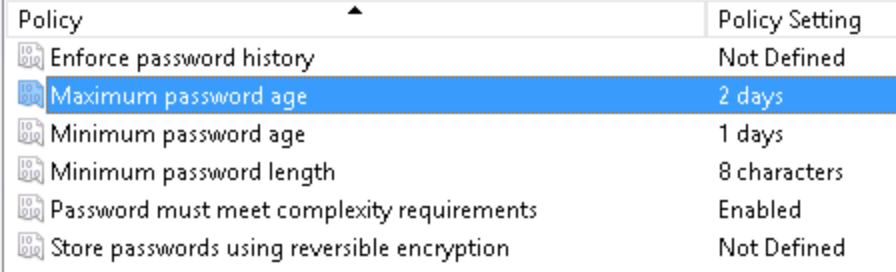 Policy Policy Setting
Enforce password history Not Defined
Maximum password age 2 days
Minimum password age 1 days
Minimum password length 8 characters
Password must meet complexity requirements Enabled
Store passwords using reversible encryption Not Defined